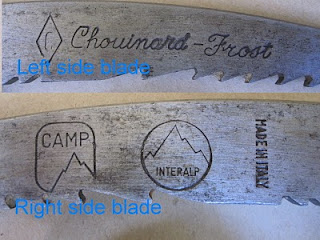 C Chouinard-Frost
Left side blade
CAMP
INTERALP
MADE IN ITALY
Right side blade